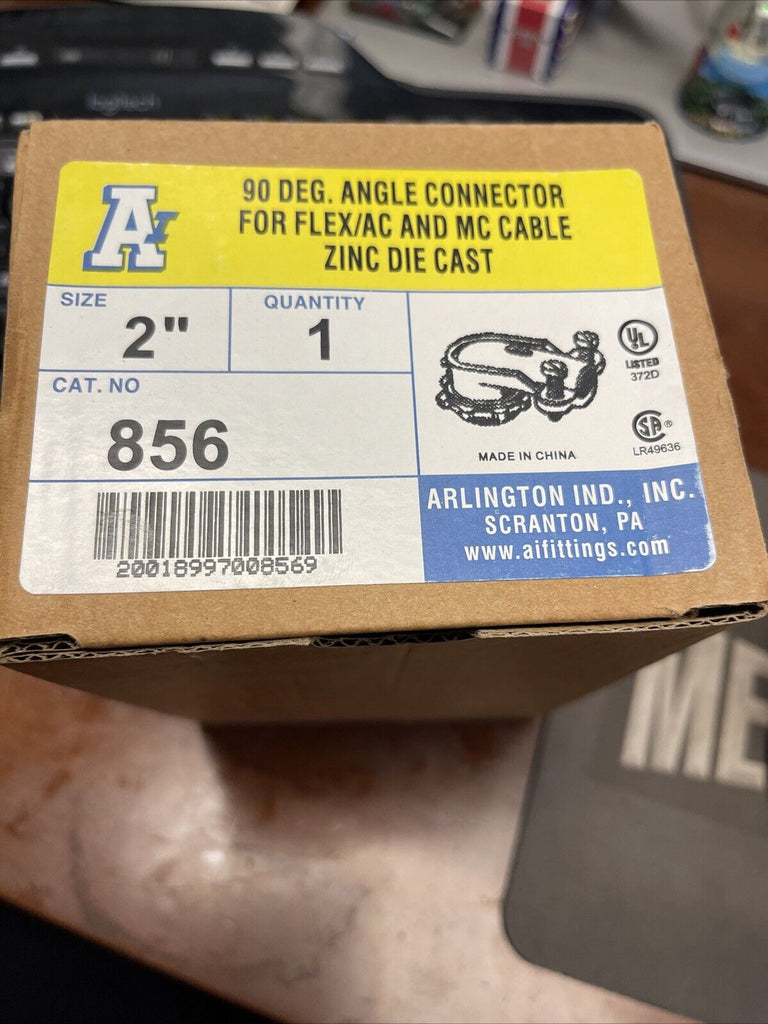 logitech
90 DEG. ANGLE CONNECTOR
FOR FLEX/AC AND MC CABLE
ZINC DIE CAST
AI
SIZE
2"
QUANTITY
1
CAT. NO
856
UL
LISTED
372D
SA®
LR49636
MADE IN CHINA
20018997008569
ARLINGTON IND., INC.
SCRANTON, PA
www.aifittings.com
ME